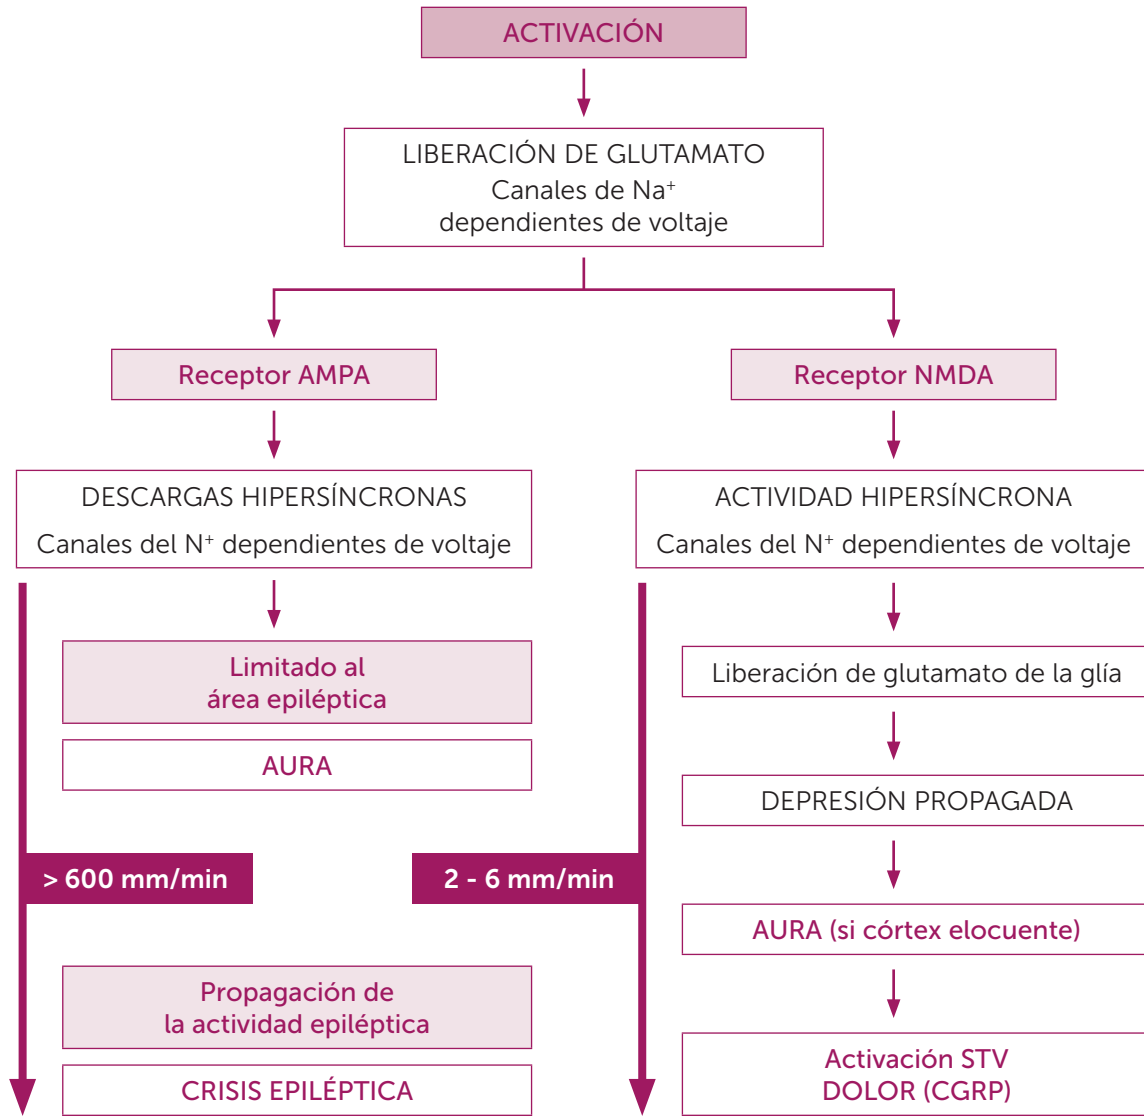 ACTIVACIÓN
LIBERACIÓN DE GLUTAMATO
Canales de Na⁺
dependientes de voltaje
Receptor AMPA
DESCARGAS HIPERSÍNCRONAS
Canales del N⁺ dependientes de voltaje
Limitado al
área epiléptica
AURA
> 600 mm/min
Propagación de
la actividad epiléptica
CRISIS EPILÉPTICA
Receptor NMDA
ACTIVIDAD HIPERSÍNCRONA
Canales del N⁺ dependientes de voltaje
Liberación de glutamato de la glía
DEPRESIÓN PROPAGADA
2 - 6 mm/min
AURA (si córtex elocuente)
Activación STV
DOLOR (CGRP)